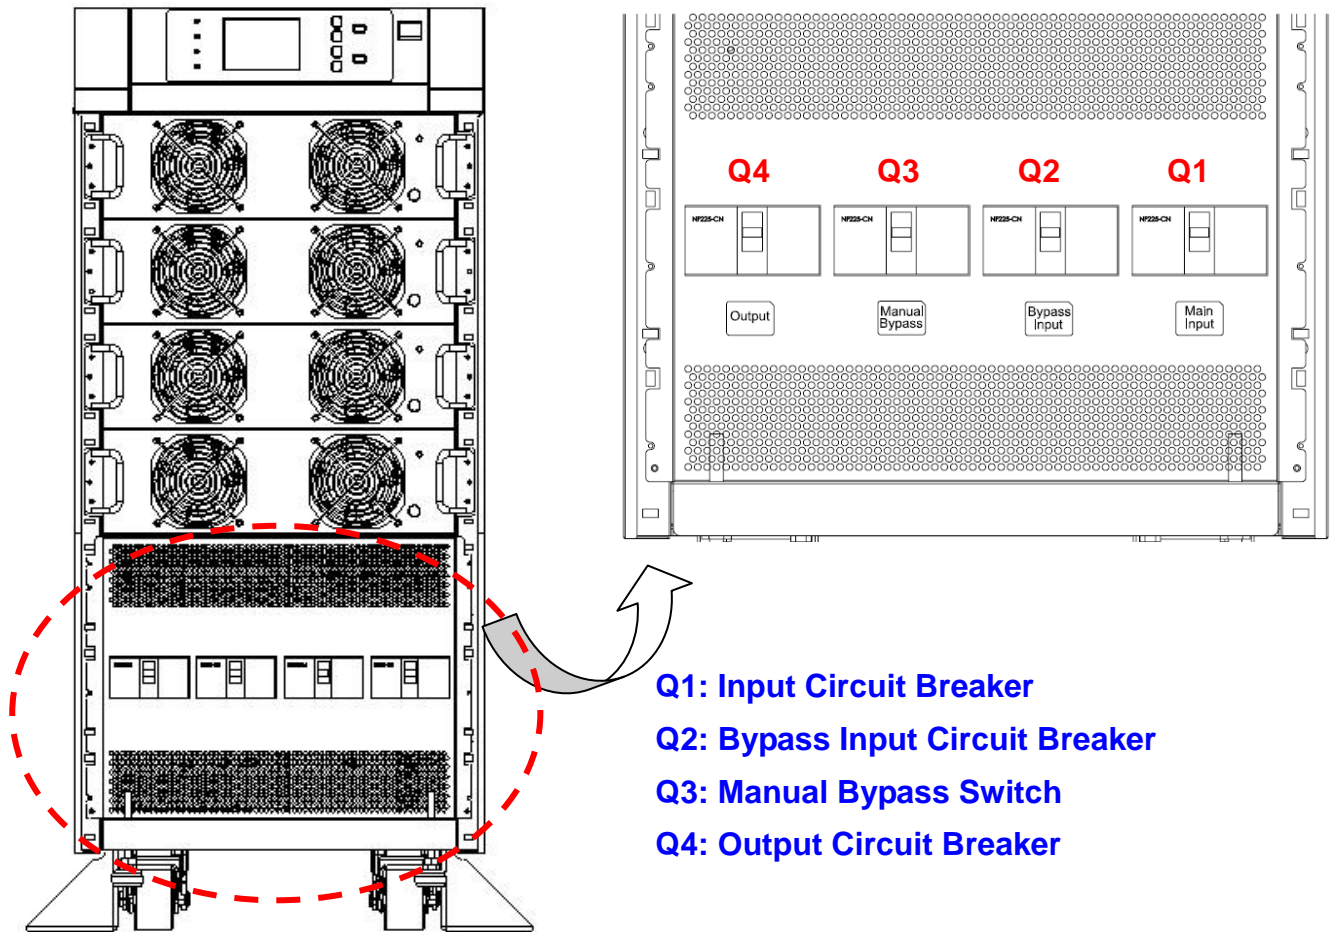 Q4 Q3 Q2 Q1
NF225-CN NF225-CN NF225-CN NF225-CN
Output
Manual
Bypass
Bypass
Input
Main
Input
Q1: Input Circuit Breaker
Q2: Bypass Input Circuit Breaker
Q3: Manual Bypass Switch
Q4: Output Circuit Breaker